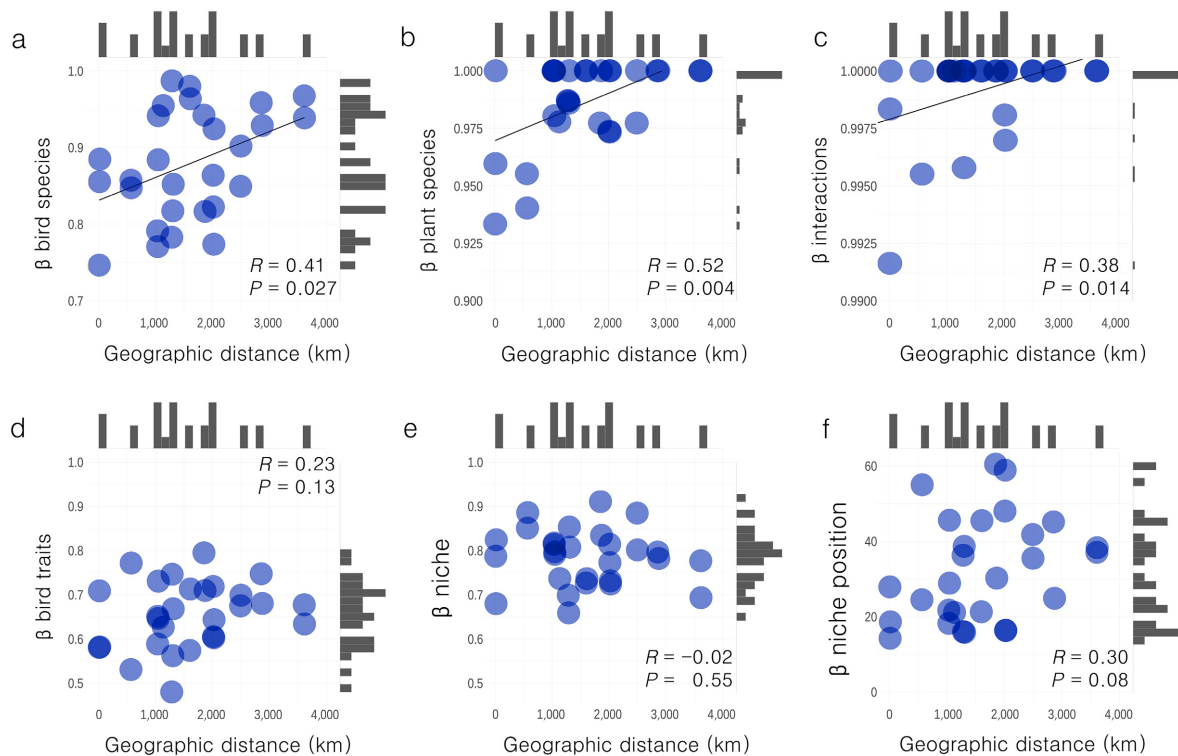 a
β bird species
1.0
0.9
0.8
0.7
R = 0.41
P = 0.027
0
1,000
2,000
3,000
4,000
Geographic distance (km)
b
β plant species
1.000
0.975
0.950
0.925
0.900
R = 0.52
P = 0.004
0
1,000
2,000
3,000
4,000
Geographic distance (km)
c
β interactions
1.0000
0.9975
0.9950
0.9925
0.9900
R = 0.38
P = 0.014
0
1,000
2,000
3,000
4,000
Geographic distance (km)
d
β bird traits
1.0
0.9
0.8
0.7
0.6
0.5
R = 0.23
P = 0.13
0
1,000
2,000
3,000
4,000
Geographic distance (km)
e
β niche
1.0
0.9
0.8
0.7
0.6
0.5
R = −0.02
P = 0.55
0
1,000
2,000
3,000
4,000
Geographic distance (km)
f
β niche position
60
40
20
0
R = 0.30
P = 0.08
0
1,000
2,000
3,000
4,000
Geographic distance (km)